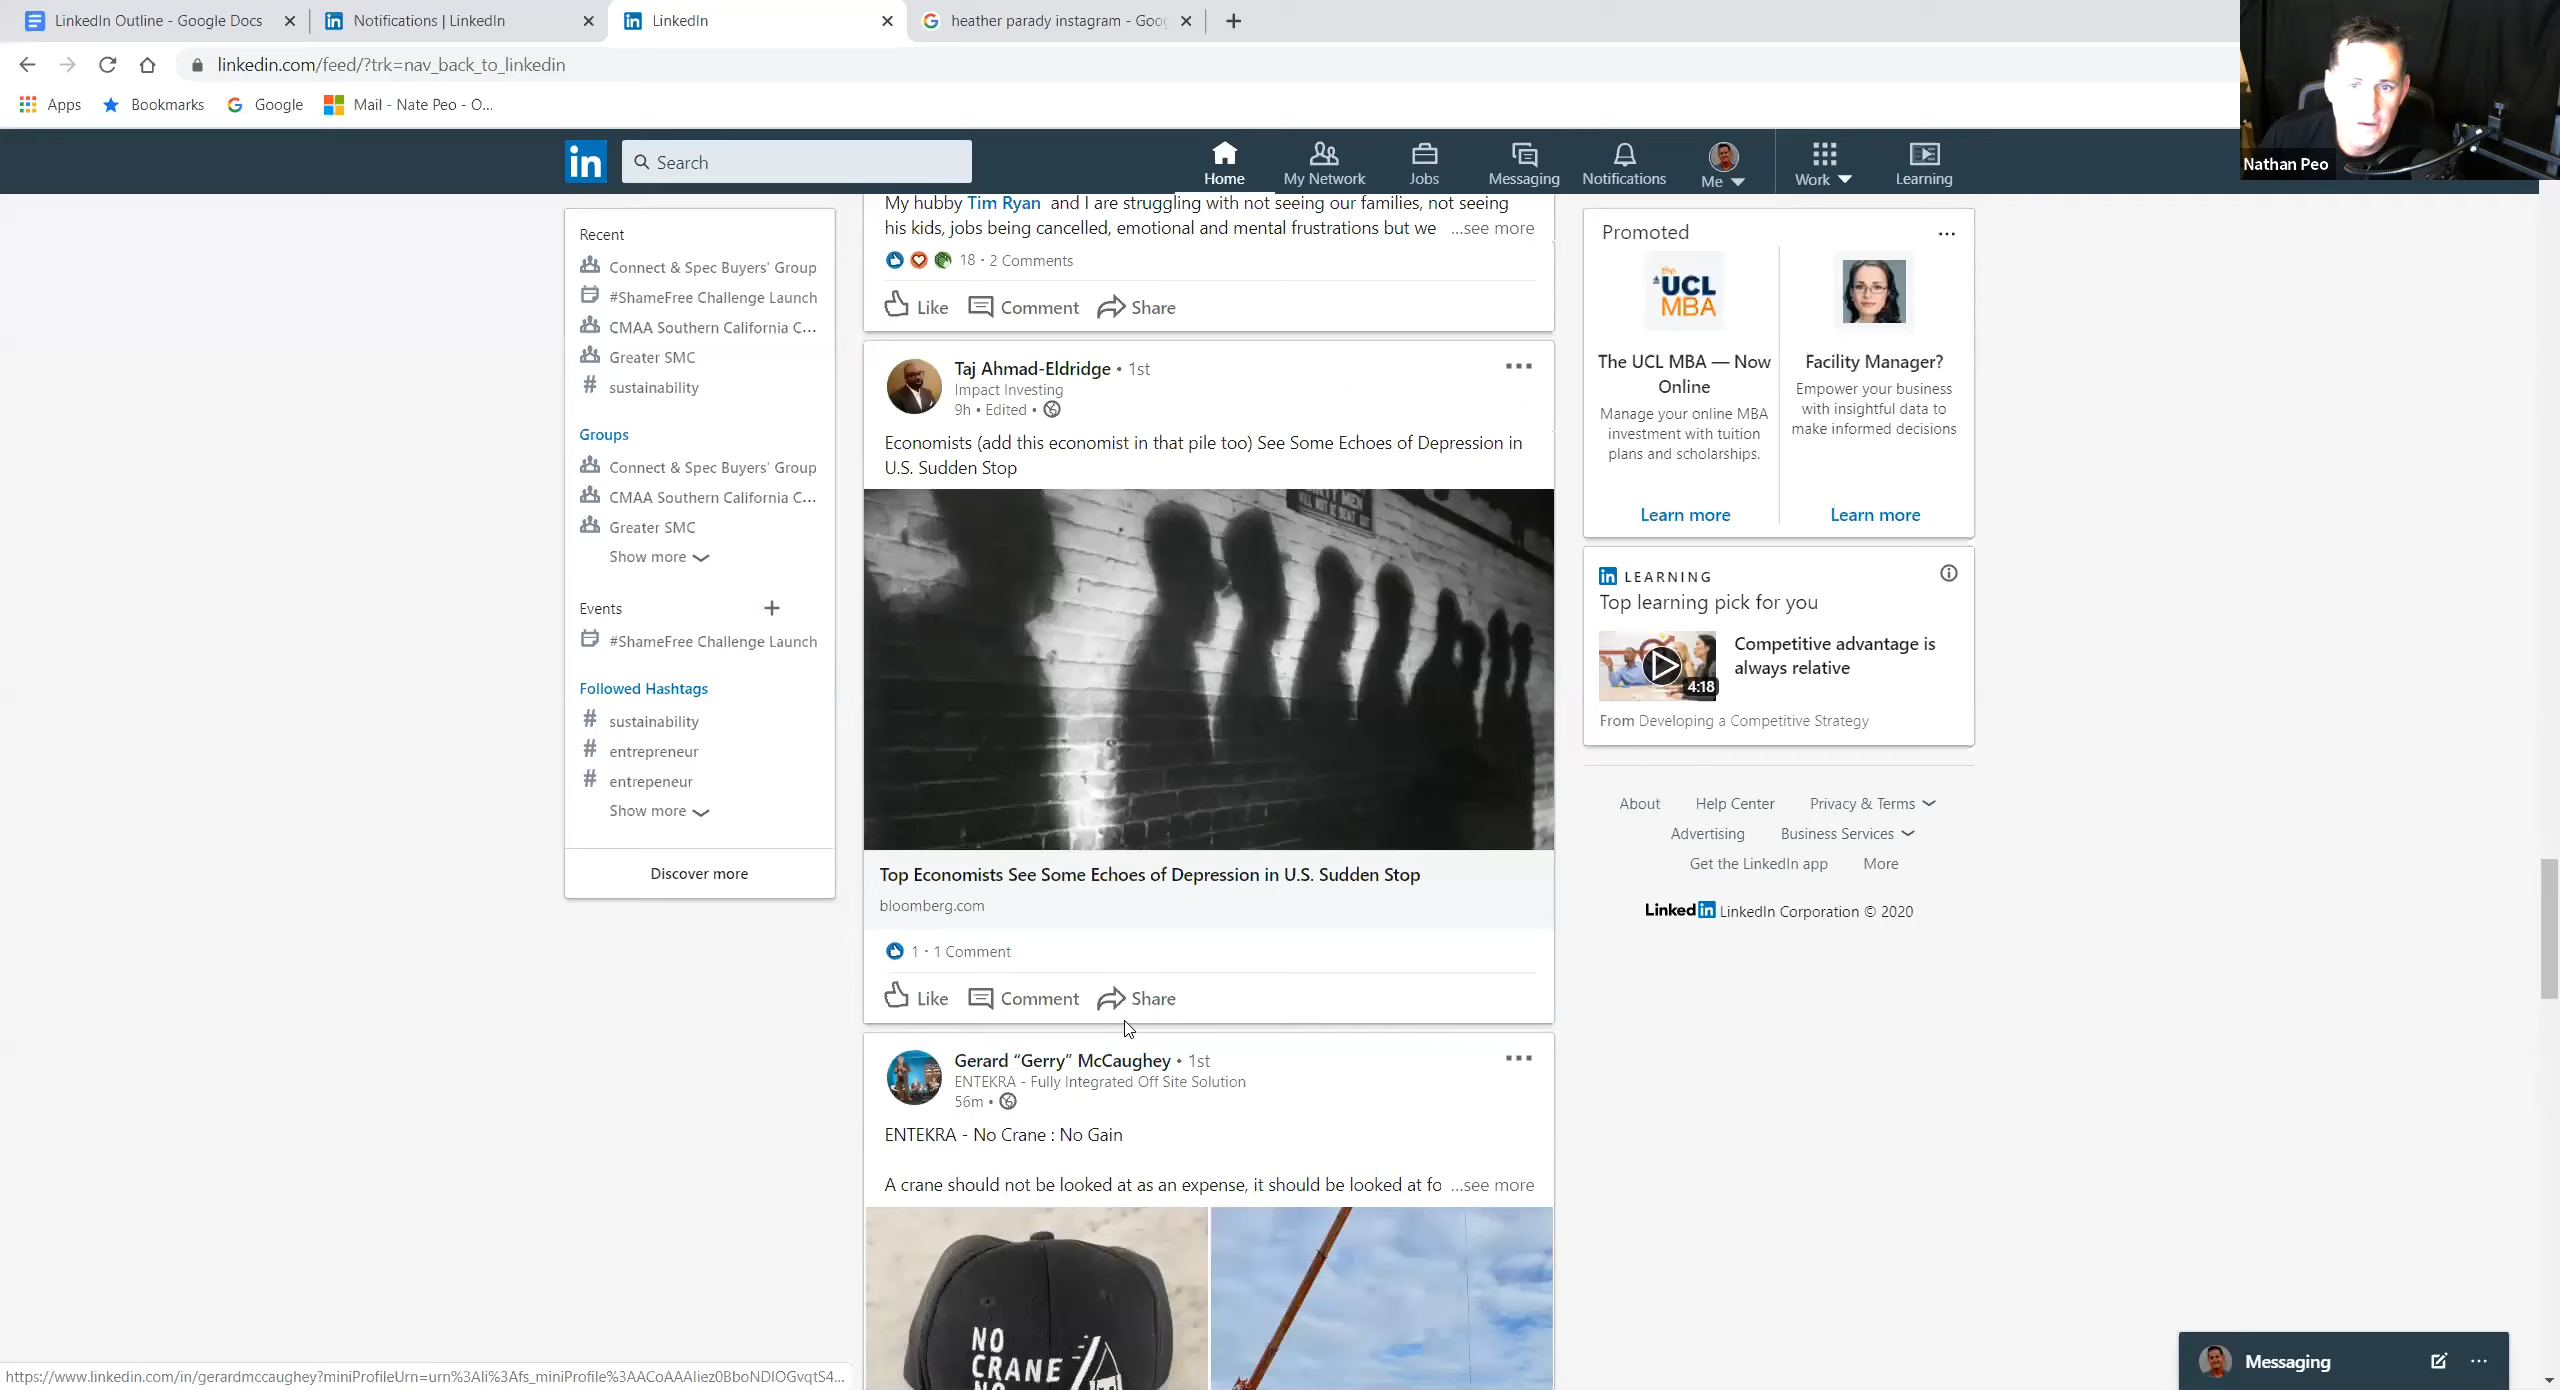 LinkedIn Outline - Google Docs
Notifications | LinkedIn
LinkedIn
heather parady instagram - Goo
linkedin.com/feed/?trk=nav_back_to_linkedin
Apps
Bookmarks
Google
Mail - Nate Peo - O...
Nathan Peo
in
Search
Home
My Network
Jobs
Messaging
Notifications
Me
Work
Learning
Recent
Connect & Spec Buyers' Group
#ShameFree Challenge Launch
CMAA Southern California C...
Greater SMC
# sustainability
Groups
Connect & Spec Buyers' Group
CMAA Southern California C...
Greater SMC
Show more
Events +
#ShameFree Challenge Launch
Followed Hashtags
# sustainability
# entrepreneur
# entrepeneur
Show more
Discover more
My hubby Tim Ryan and I are struggling with not seeing our families, not seeing
his kids, jobs being cancelled, emotional and mental frustrations but we ...see more
18 · 2 Comments
Like Comment Share
Taj Ahmad-Eldridge • 1st
Impact Investing
9h • Edited •
Economists (add this economist in that pile too) See Some Echoes of Depression in
U.S. Sudden Stop
Top Economists See Some Echoes of Depression in U.S. Sudden Stop
bloomberg.com
1 · 1 Comment
Like Comment Share
Gerard “Gerry” McCaughey • 1st
ENTEKRA - Fully Integrated Off Site Solution
56m •
ENTEKRA - No Crane : No Gain
A crane should not be looked at as an expense, it should be looked at fo ...see more
NO
CRANE
Promoted
UCL
MBA
The UCL MBA — Now
Online
Manage your online MBA
investment with tuition
plans and scholarships.
Learn more
Facility Manager?
Empower your business
with insightful data to
make informed decisions
Learn more
in LEARNING
Top learning pick for you
4:18
Competitive advantage is
always relative
From Developing a Competitive Strategy
About Help Center Privacy & Terms
Advertising Business Services
Get the LinkedIn app More
LinkedIn LinkedIn Corporation © 2020
Messaging
https://www.linkedin.com/in/gerardmccaughey?miniProfileUrn=urn%3Ali%3Afs_miniProfile%3AACoAAAliez0BboNDIOGvqtS4...